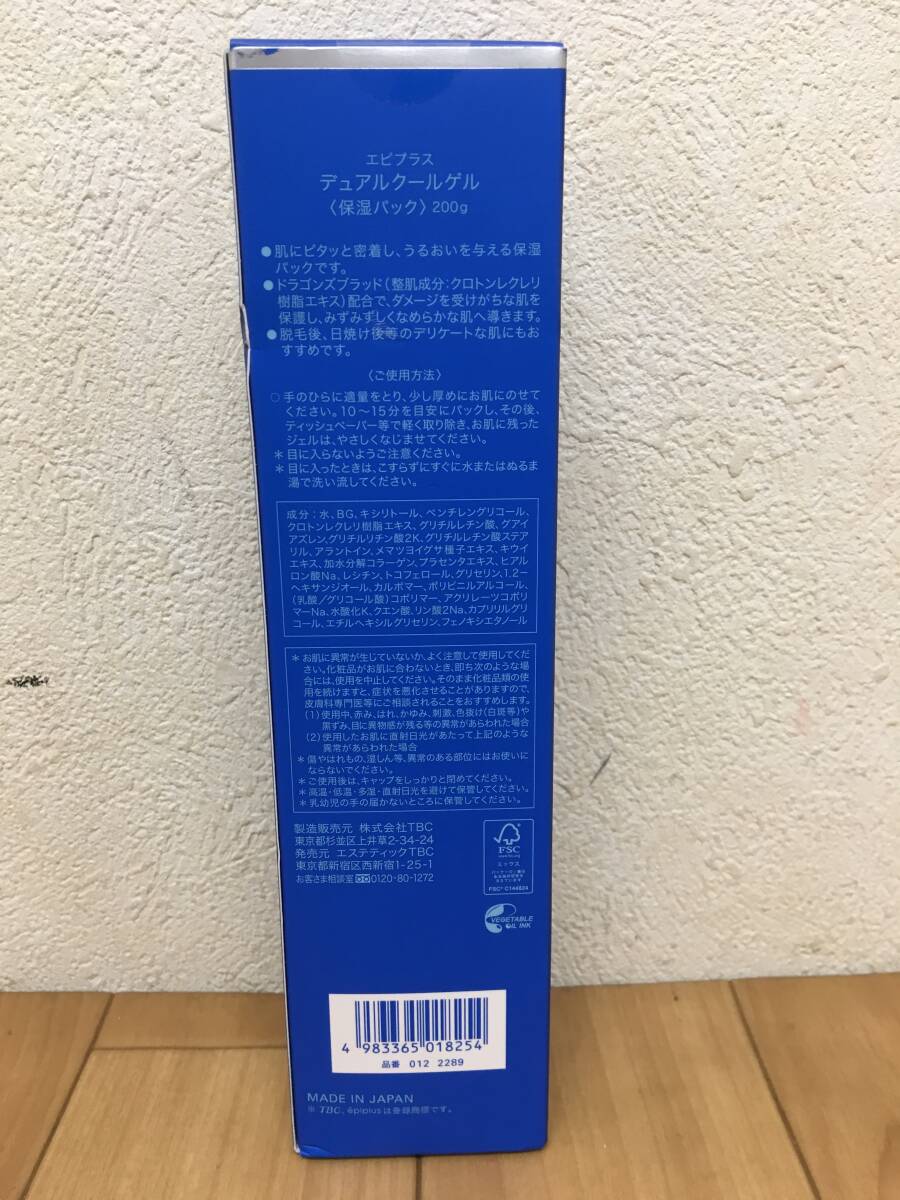 エピプラス
デュアルクールゲル
〈保湿パック〉200g
●肌にピタッと密着し、うるおいを与える保湿
パックです。
●ドラゴンズブラッド（整肌成分：クロトンレクレリ
樹脂エキス）配合で、ダメージを受けがちな肌を
保護し、みずみずしくなめらかな肌へ導きます。
●脱毛後、日焼け後等のデリケートな肌にもお
すすめです。
〈ご使用方法〉
○手のひらに適量をとり、少し厚めにお肌にのせて
ください。10〜15分を目安にパックし、その後、
ティッシュペーパー等で軽く取り除き、お肌に残った
ジェルは、やさしくなじませてください。
＊目に入らないようご注意ください。
＊目に入ったときは、こすらずにすぐに水またはぬるま
湯で洗い流してください。
成分：水、BG、キシリトール、ペンチレングリコール、
クロトンレクレリ樹脂エキス、グリチルレチン酸、グアイ
アズレン、グリチルリチン酸2K、グリチルレチン酸ステア
リル、アラントイン、メマツヨイグサ種子エキス、キウイ
エキス、加水分解コラーゲン、プラセンタエキス、ヒアル
ロン酸Na、レシチン、トコフェロール、グリセリン、1,2−
ヘキサンジオール、カルボマー、ポリビニルアルコール、
（乳酸／グリコール酸）コポリマー、アクリレーツコポリ
マーNa、水酸化K、クエン酸、リン酸2Na、カプリリルグリ
コール、エチルヘキシルグリセリン、フェノキシエタノール
＊お肌に異常が生じていないか、よく注意して使用してくだ
さい。化粧品がお肌に合わないとき、即ち次のような場
合には、使用を中止してください。そのまま化粧品類の使
用を続けますと、症状を悪化させることがありますので、
皮膚科専門医等にご相談されることをおすすめします。
（1）使用中、赤み、はれ、かゆみ、刺激、色抜け（白斑等）や
黒ずみ、目に異物感が残る等の異常があらわれた場合
（2）使用したお肌に直射日光があたって上記のような
異常があらわれた場合
＊傷やはれもの、湿しん等、異常のある部位にはお使いに
ならないでください。
＊ご使用後は、キャップをしっかりと閉めてください。
＊高温・低温・多湿・直射日光を避けて保管してください。
＊乳幼児の手の届かないところに保管してください。
製造販売元 株式会社TBC
東京都杉並区上井草2-34-24
発売元 エステティックTBC
東京都新宿区西新宿1-25-1
お客さま相談室 0120-80-1272
FSC
www.fsc.org
ミックス
FSC® C144824
VEGETABLE
OIL INK
4 983365 018254
品番 012 2289
MADE IN JAPAN
※TBC、épiplusは登録商標です。